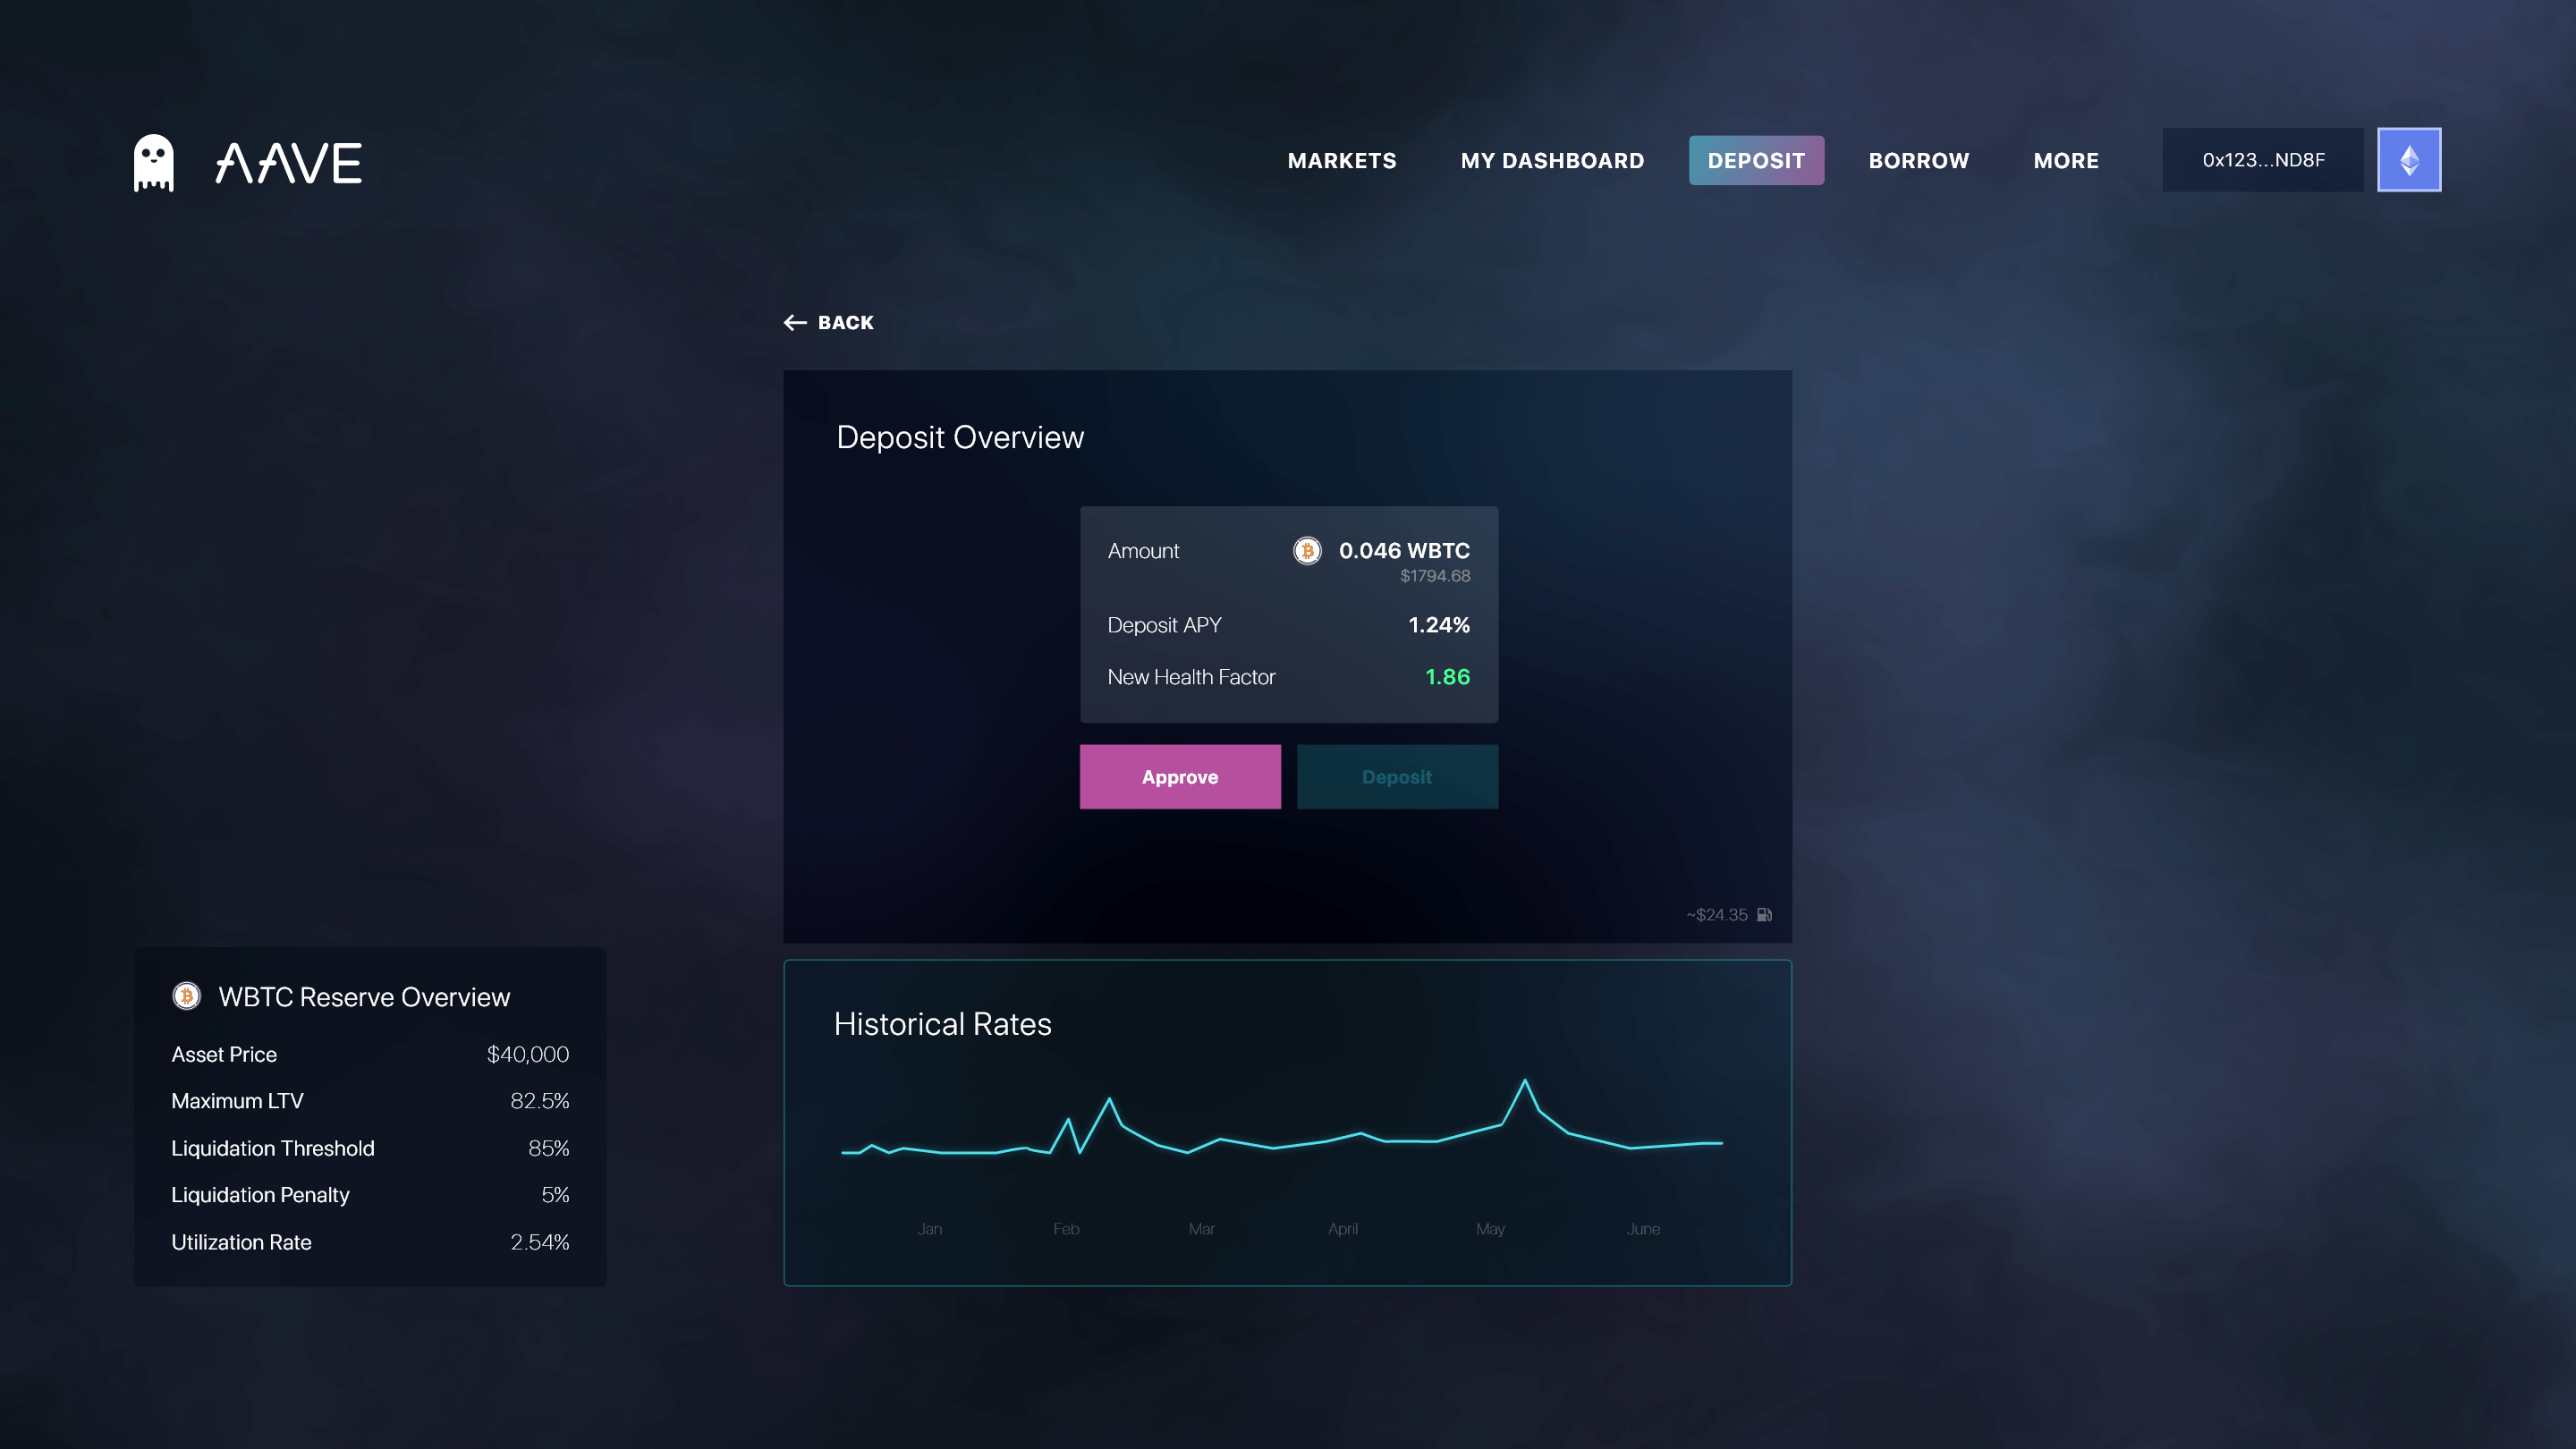 AAVE
MARKETS
MY DASHBOARD
DEPOSIT
BORROW
MORE
0x123...ND8F
BACK
Deposit Overview
Amount 0.046 WBTC
$1794.68
Deposit APY 1.24%
New Health Factor 1.86
Approve
Deposit
~$24.35
WBTC Reserve Overview
Asset Price $40,000
Maximum LTV 82.5%
Liquidation Threshold 85%
Liquidation Penalty 5%
Utilization Rate 2.54%
Historical Rates
Jan Feb Mar April May June